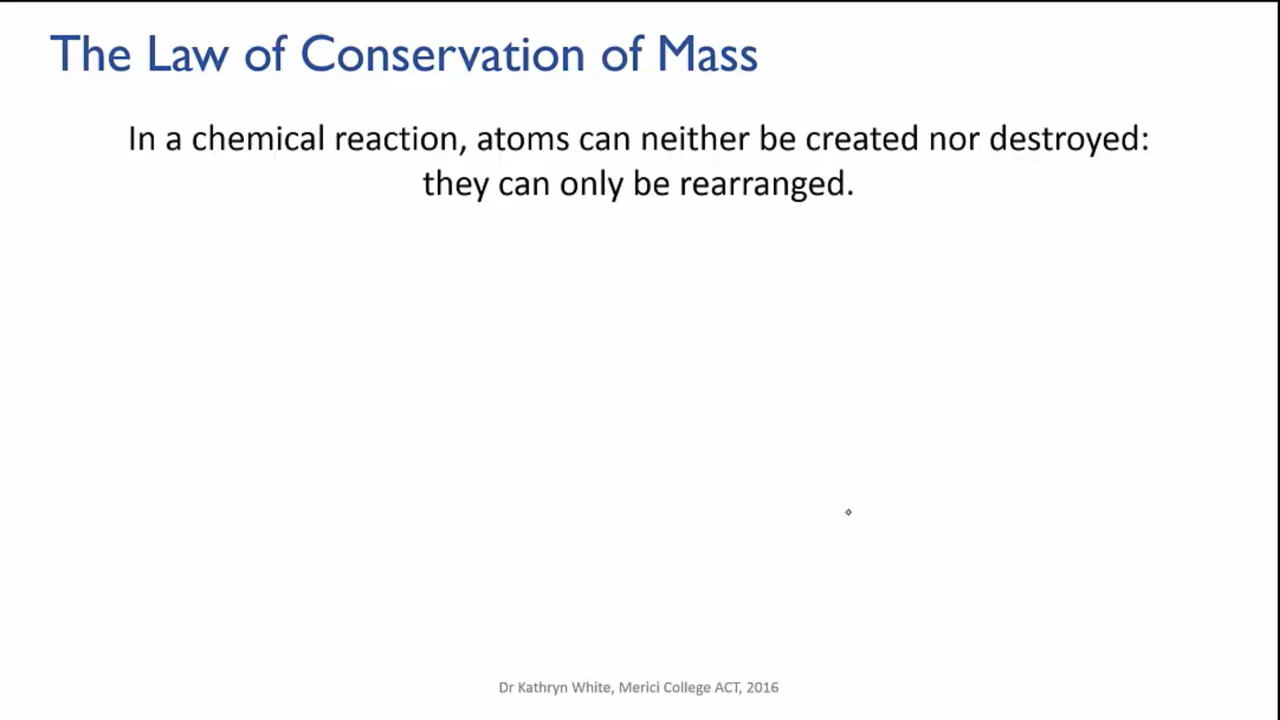 The Law of Conservation of Mass
In a chemical reaction, atoms can neither be created nor destroyed:
they can only be rearranged.
Dr Kathryn White, Merici College ACT, 2016